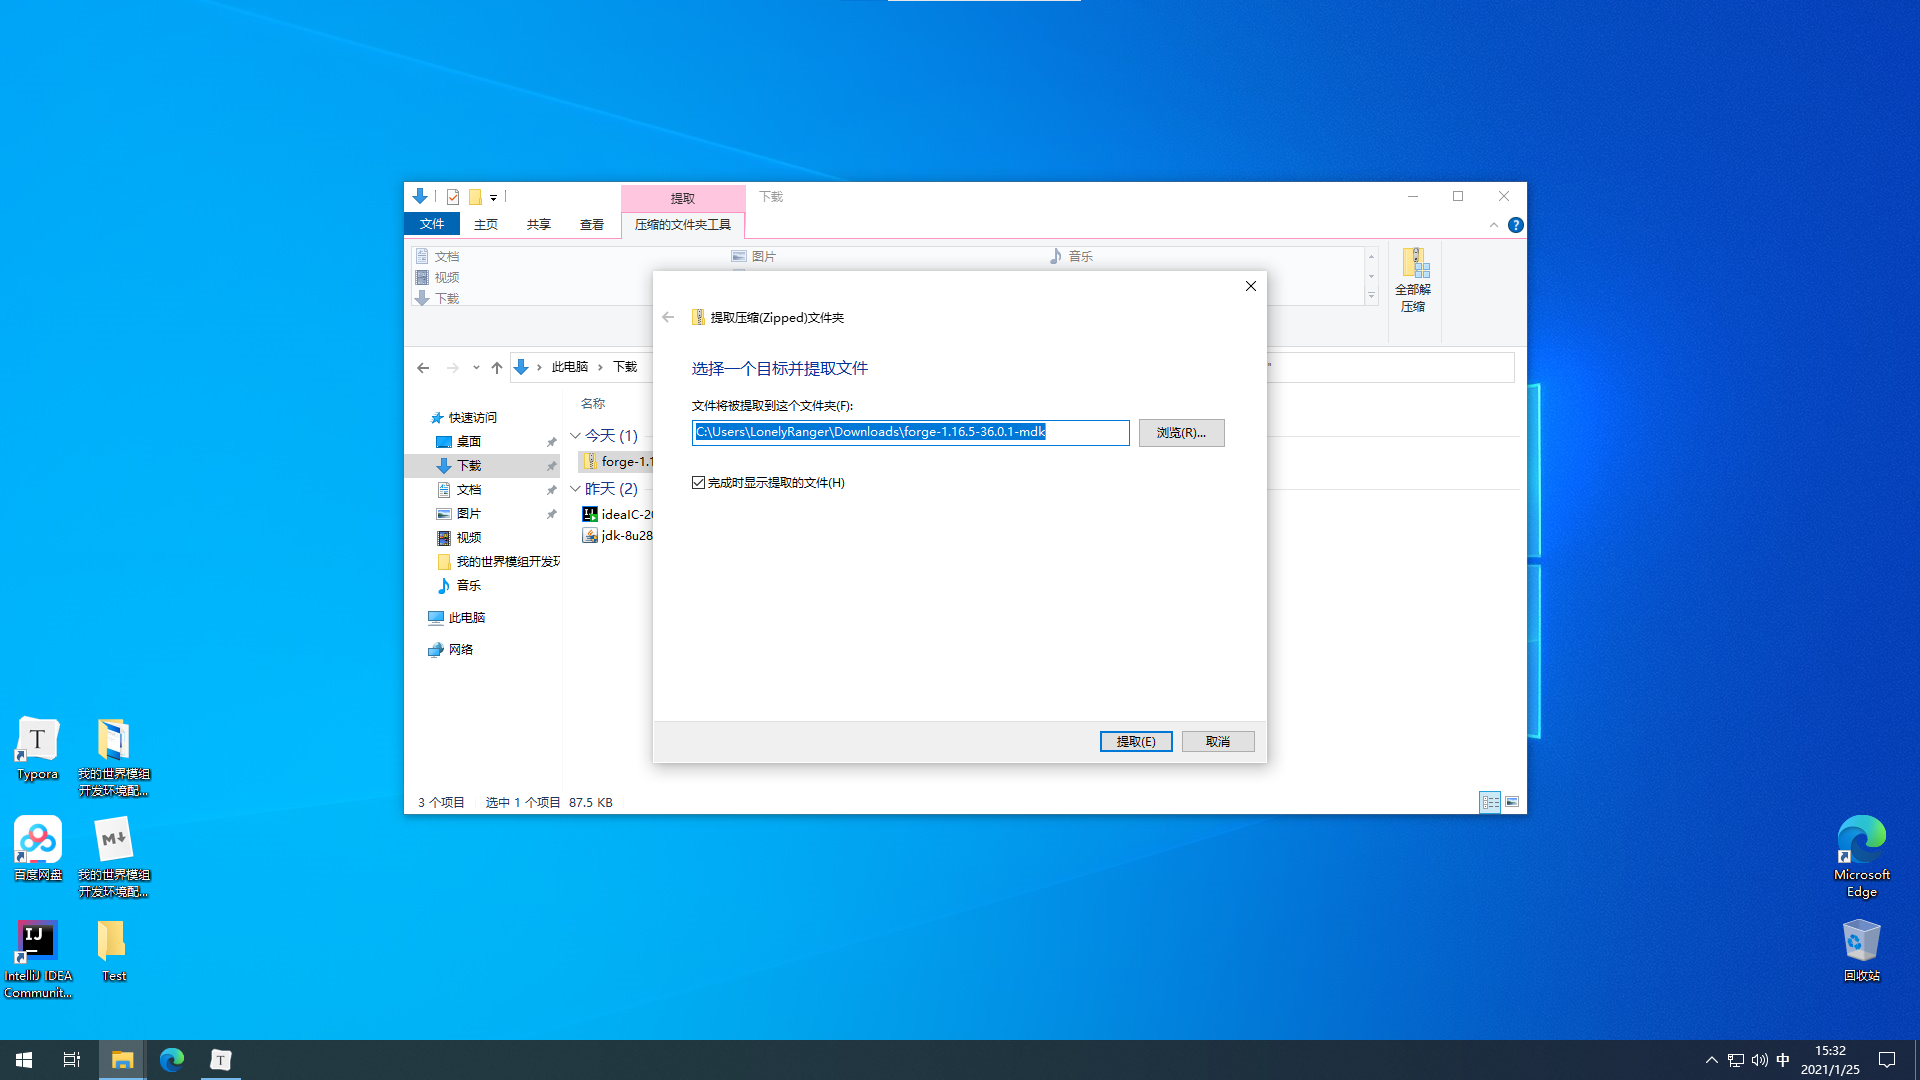 提取
下载
文件
主页
共享
查看
压缩的文件夹工具
文档
图片
音乐
视频
下载
全部解
压缩
提取压缩(Zipped)文件夹
选择一个目标并提取文件
文件将被提取到这个文件夹(F):
C:\Users\LonelyRanger\Downloads\forge-1.16.5-36.0.1-mdk
浏览(R)...
完成时显示提取的文件(H)
提取(E)
取消
此电脑
下载
名称
快速访问
桌面
下载
文档
图片
视频
我的世界模组开发环
音乐
此电脑
网络
今天 (1)
forge-1.1
昨天 (2)
ideaIC-20
jdk-8u28
3 个项目
选中 1 个项目 87.5 KB
Typora
我的世界模组
开发环境配...
百度网盘
我的世界模组
开发环境配...
IntelliJ IDEA
Communit...
Test
Microsoft
Edge
回收站
中
15:32
2021/1/25